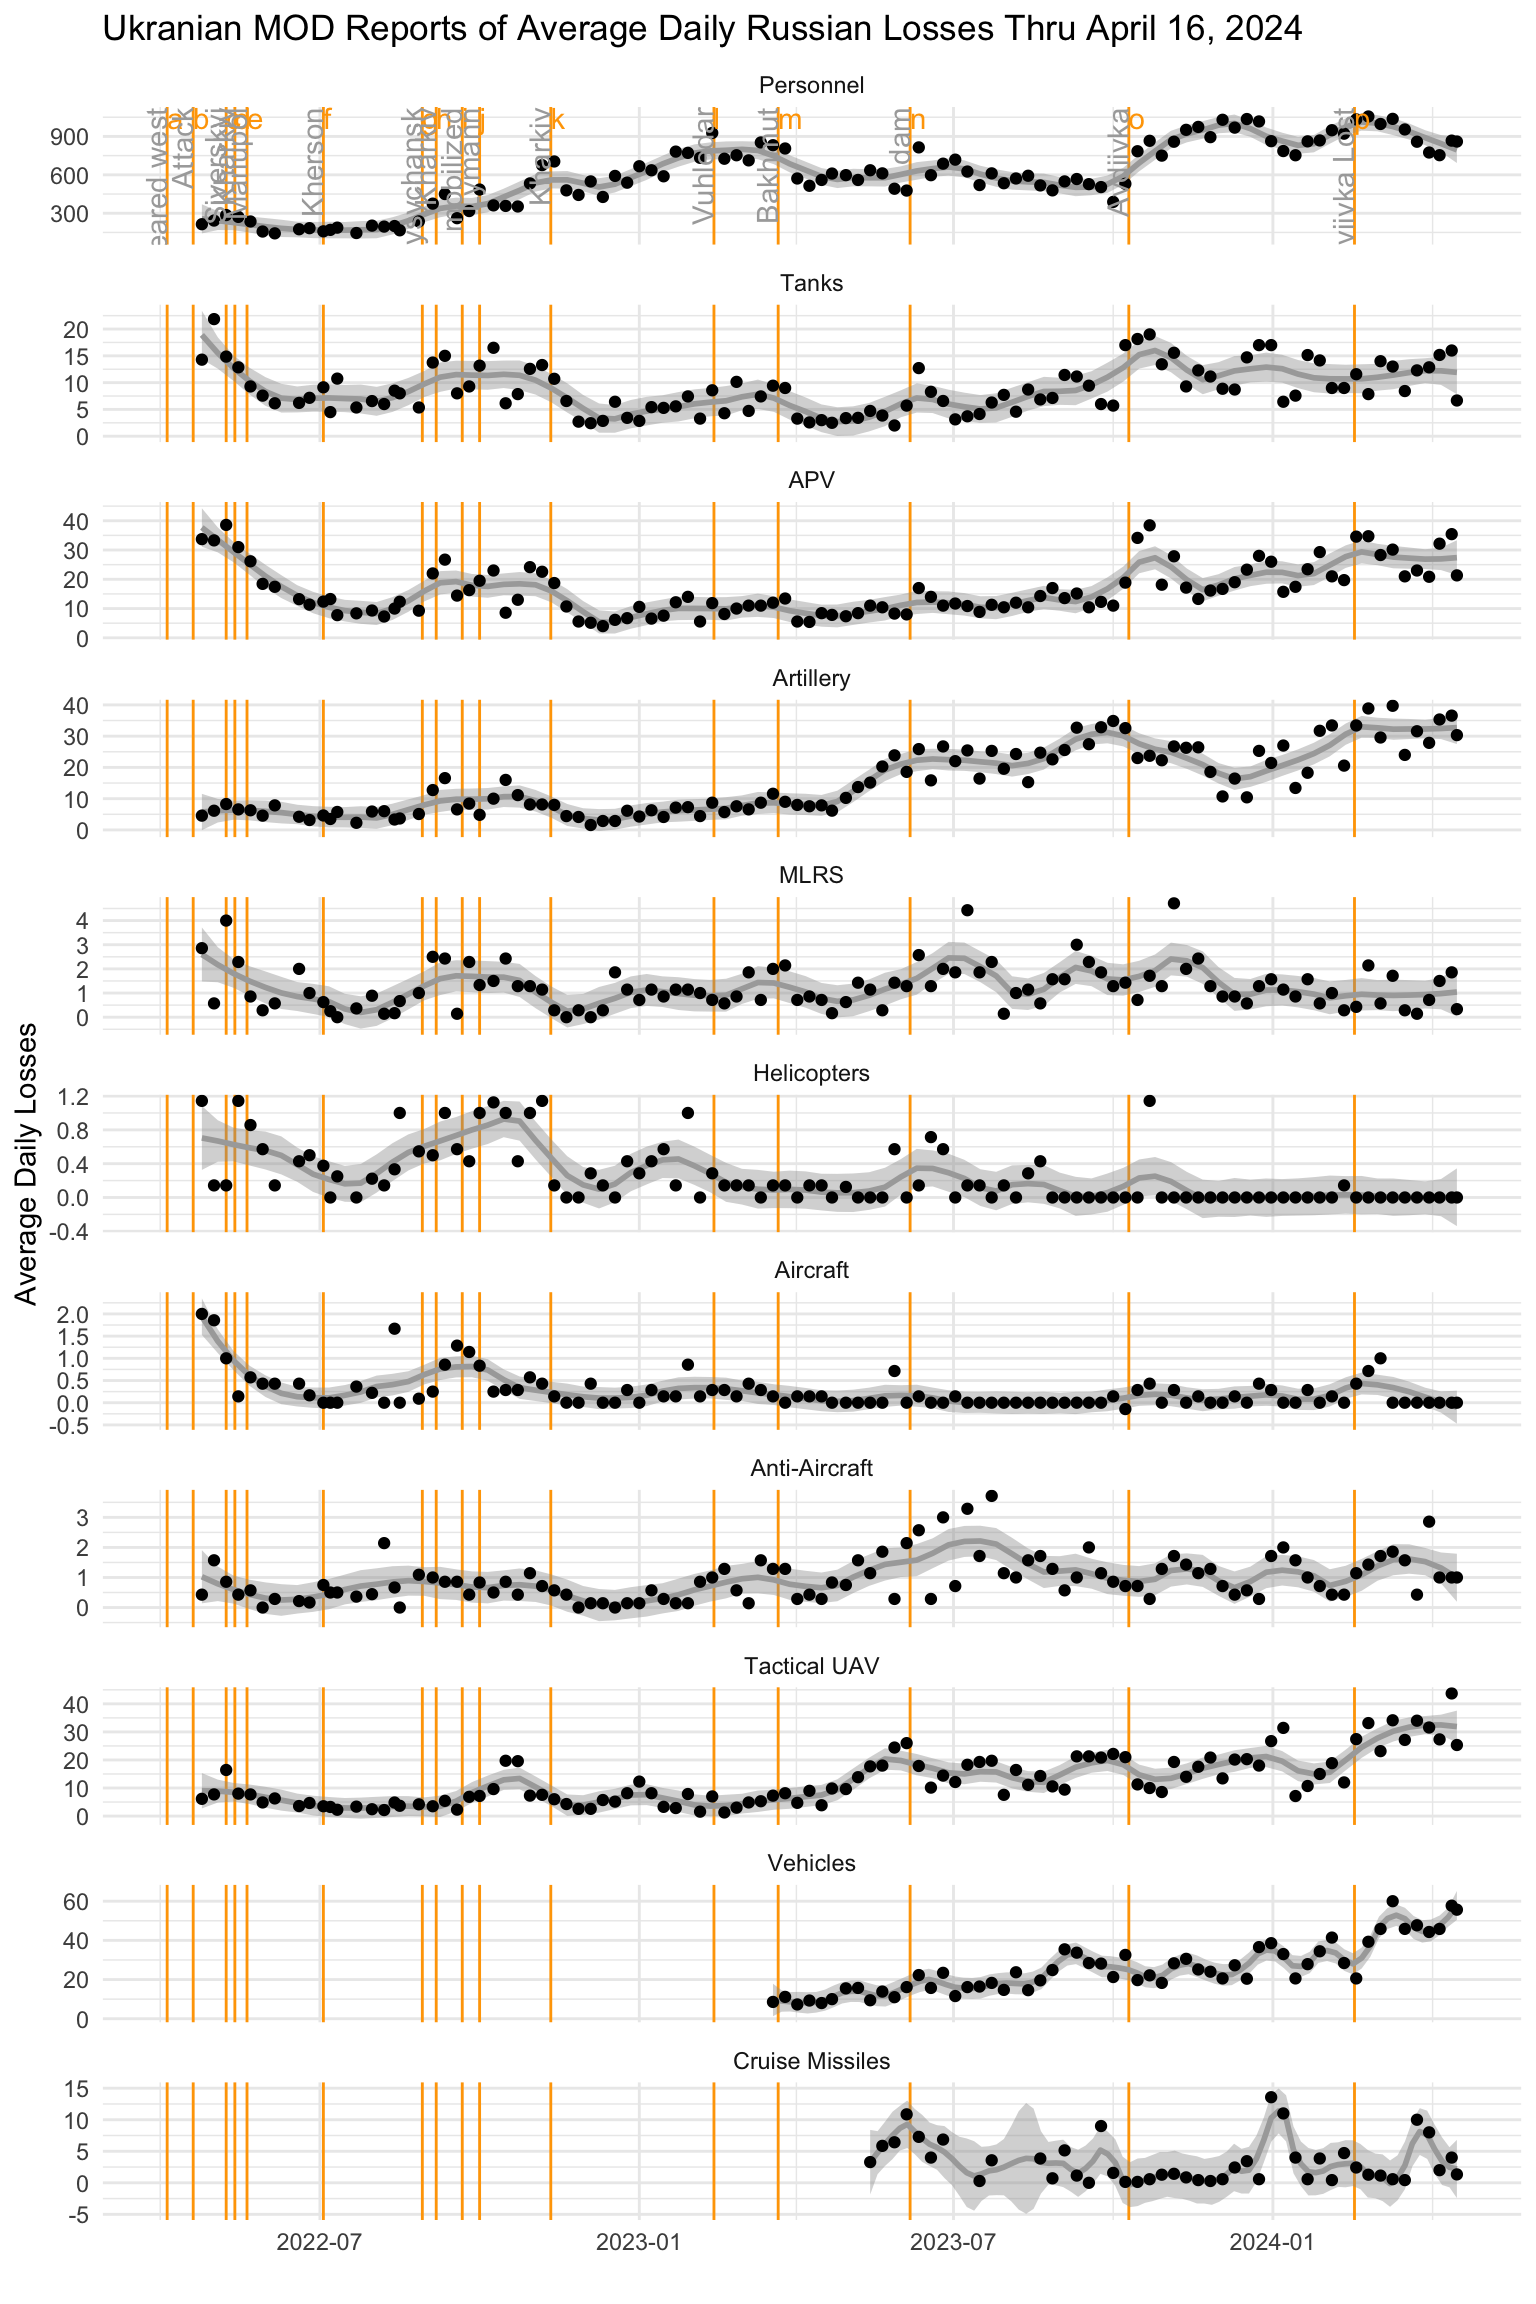 Ukranian MOD Reports of Average Daily Russian Losses Thru April 16, 2024
Personnel
a b e f h j k l m n o p
Attack
Kherson
Vuhledar
Bakhmut
dam
Avdiivka
900
600
300
Tanks
20
15
10
5
0
APV
40
30
20
10
0
Artillery
40
30
20
10
0
MLRS
4
3
2
1
0
Helicopters
1.2
0.8
0.4
0.0
-0.4
Aircraft
2.0
1.5
1.0
0.5
0.0
-0.5
Anti-Aircraft
3
2
1
0
Tactical UAV
40
30
20
10
0
Vehicles
60
40
20
0
Cruise Missiles
15
10
5
0
-5
2022-07 2023-01 2023-07 2024-01
Average Daily Losses